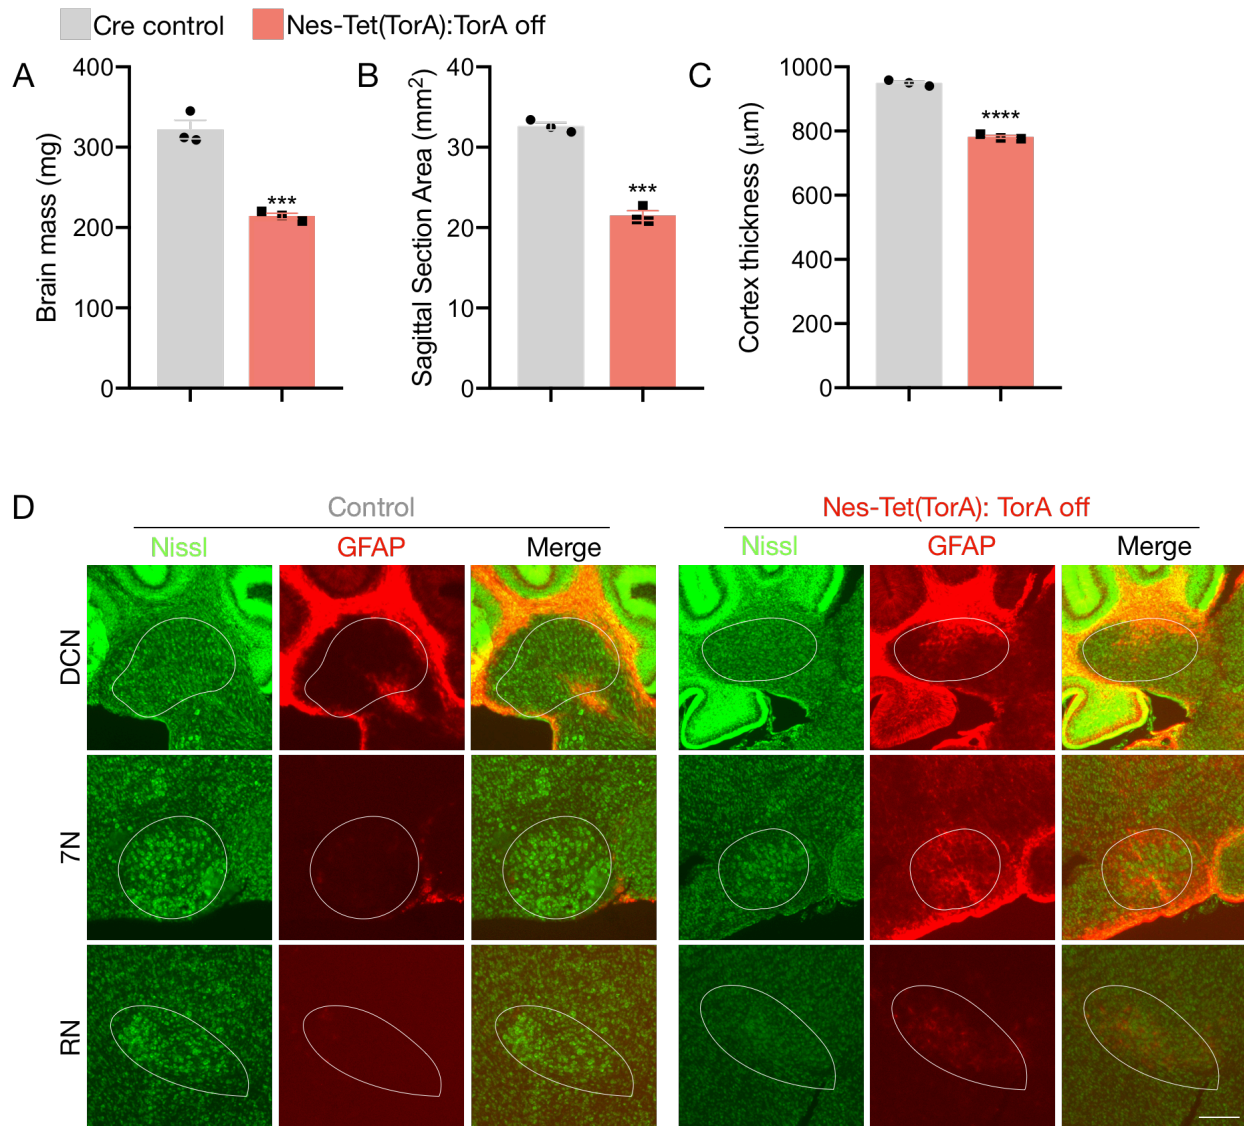 Cre control Nes-Tet(TorA):TorA off
A
400
300
200
100
0
Brain mass (mg)
***
B
40
30
20
10
0
Sagittal Section Area (mm²)
***
C
1000
800
600
400
200
0
Cortex thickness (μm)
****
D
Control Nes-Tet(TorA): TorA off
Nissl GFAP Merge Nissl GFAP Merge
DCN
7N
RN